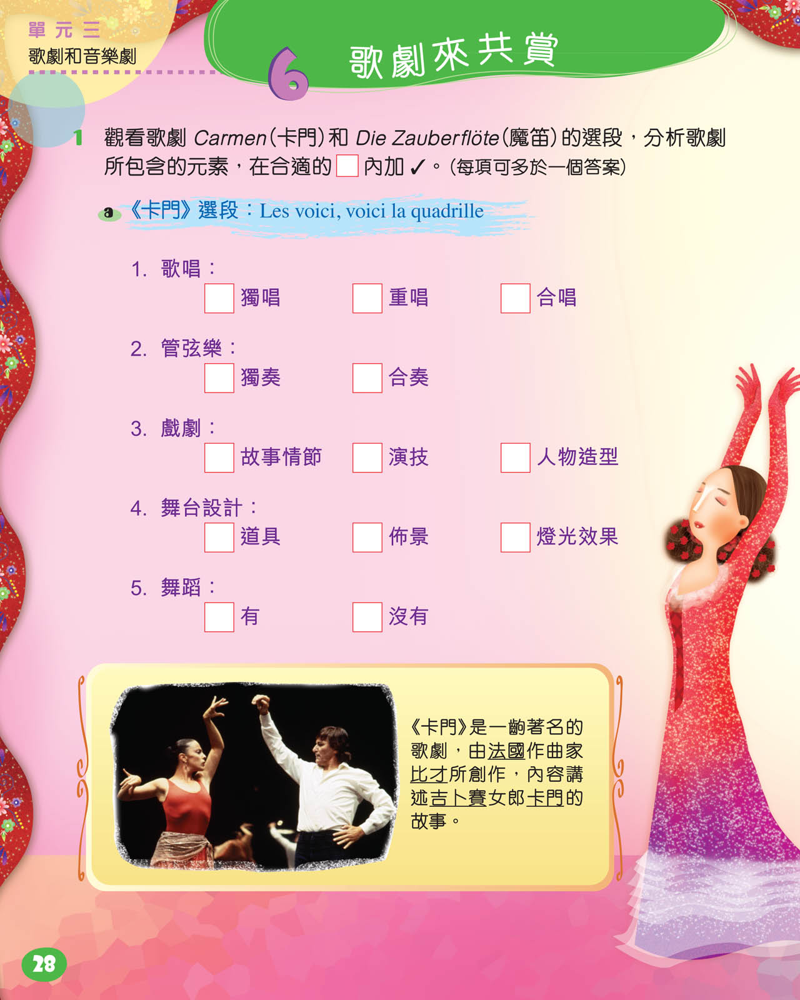 單元三
歌劇和音樂劇
6 歌劇來共賞
1 觀看歌劇 Carmen(卡門)和 Die Zauberflöte(魔笛)的選段，分析歌劇
所包含的元素，在合適的□內加✓。(每項可多於一個答案)
a 《卡門》選段：Les voici, voici la quadrille
1. 歌唱：
□獨唱 □重唱 □合唱
2. 管弦樂：
□獨奏 □合奏
3. 戲劇：
□故事情節 □演技 □人物造型
4. 舞台設計：
□道具 □佈景 □燈光效果
5. 舞蹈：
□有 □沒有
《卡門》是一齣著名的
歌劇，由法國作曲家
比才所創作，內容講
述吉卜賽女郎卡門的
故事。
28